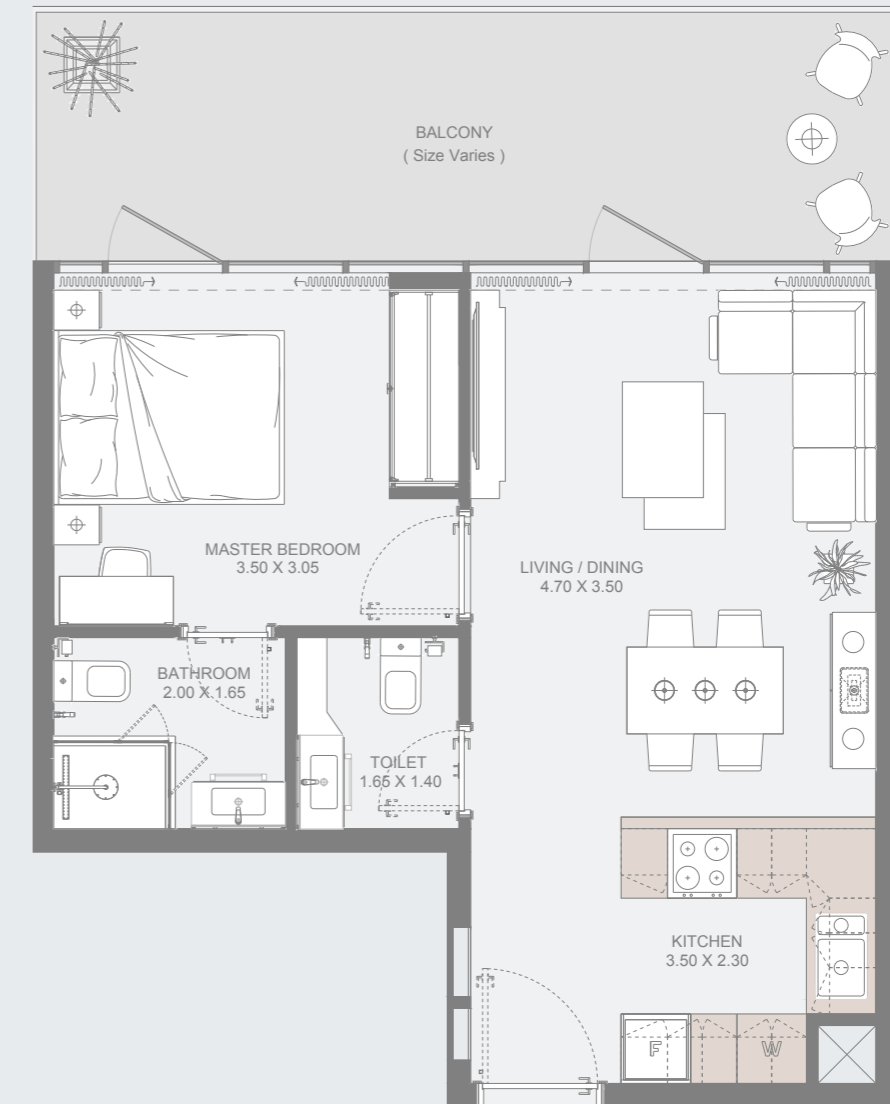 BALCONY
( Size Varies )
MASTER BEDROOM
3.50 X 3.05
LIVING / DINING
4.70 X 3.50
BATHROOM
2.00 X 1.65
TOILET
1.65 X 1.40
KITCHEN
3.50 X 2.30
F
W